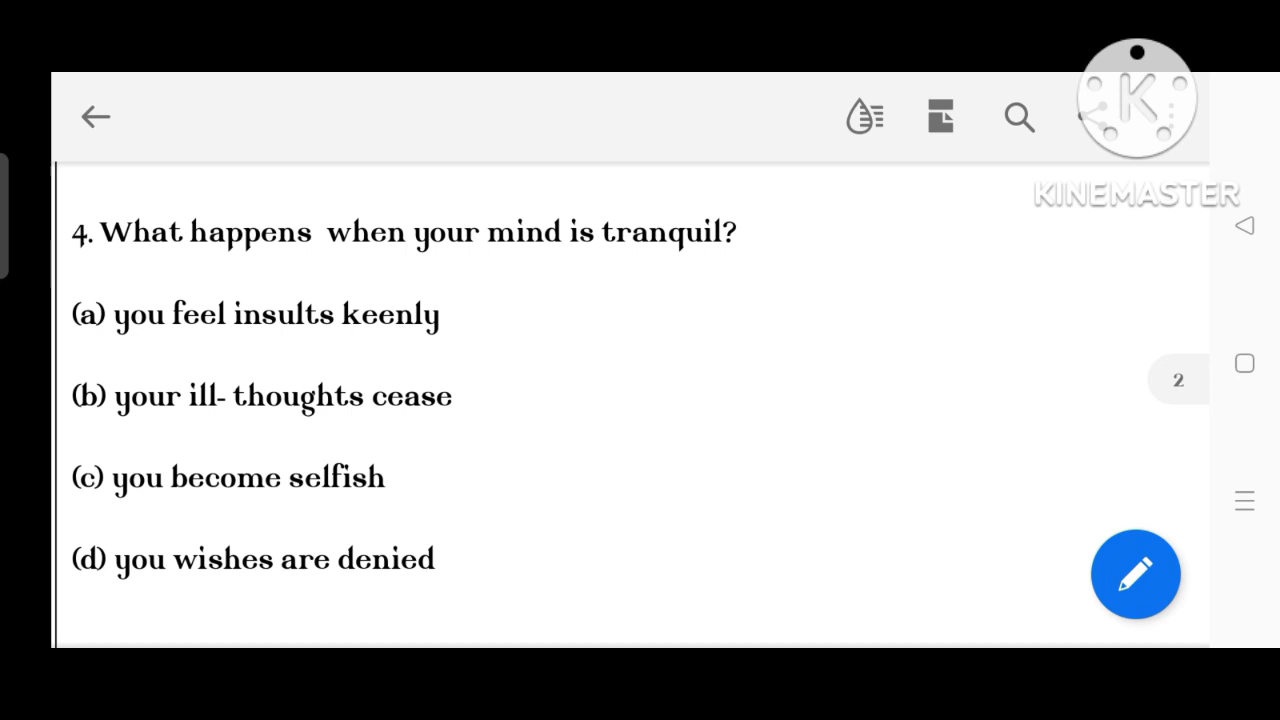 K
KINEMASTER
4. What happens when your mind is tranquil?
(a) you feel insults keenly
(b) your ill- thoughts cease
2
(c) you become selfish
(d) you wishes are denied